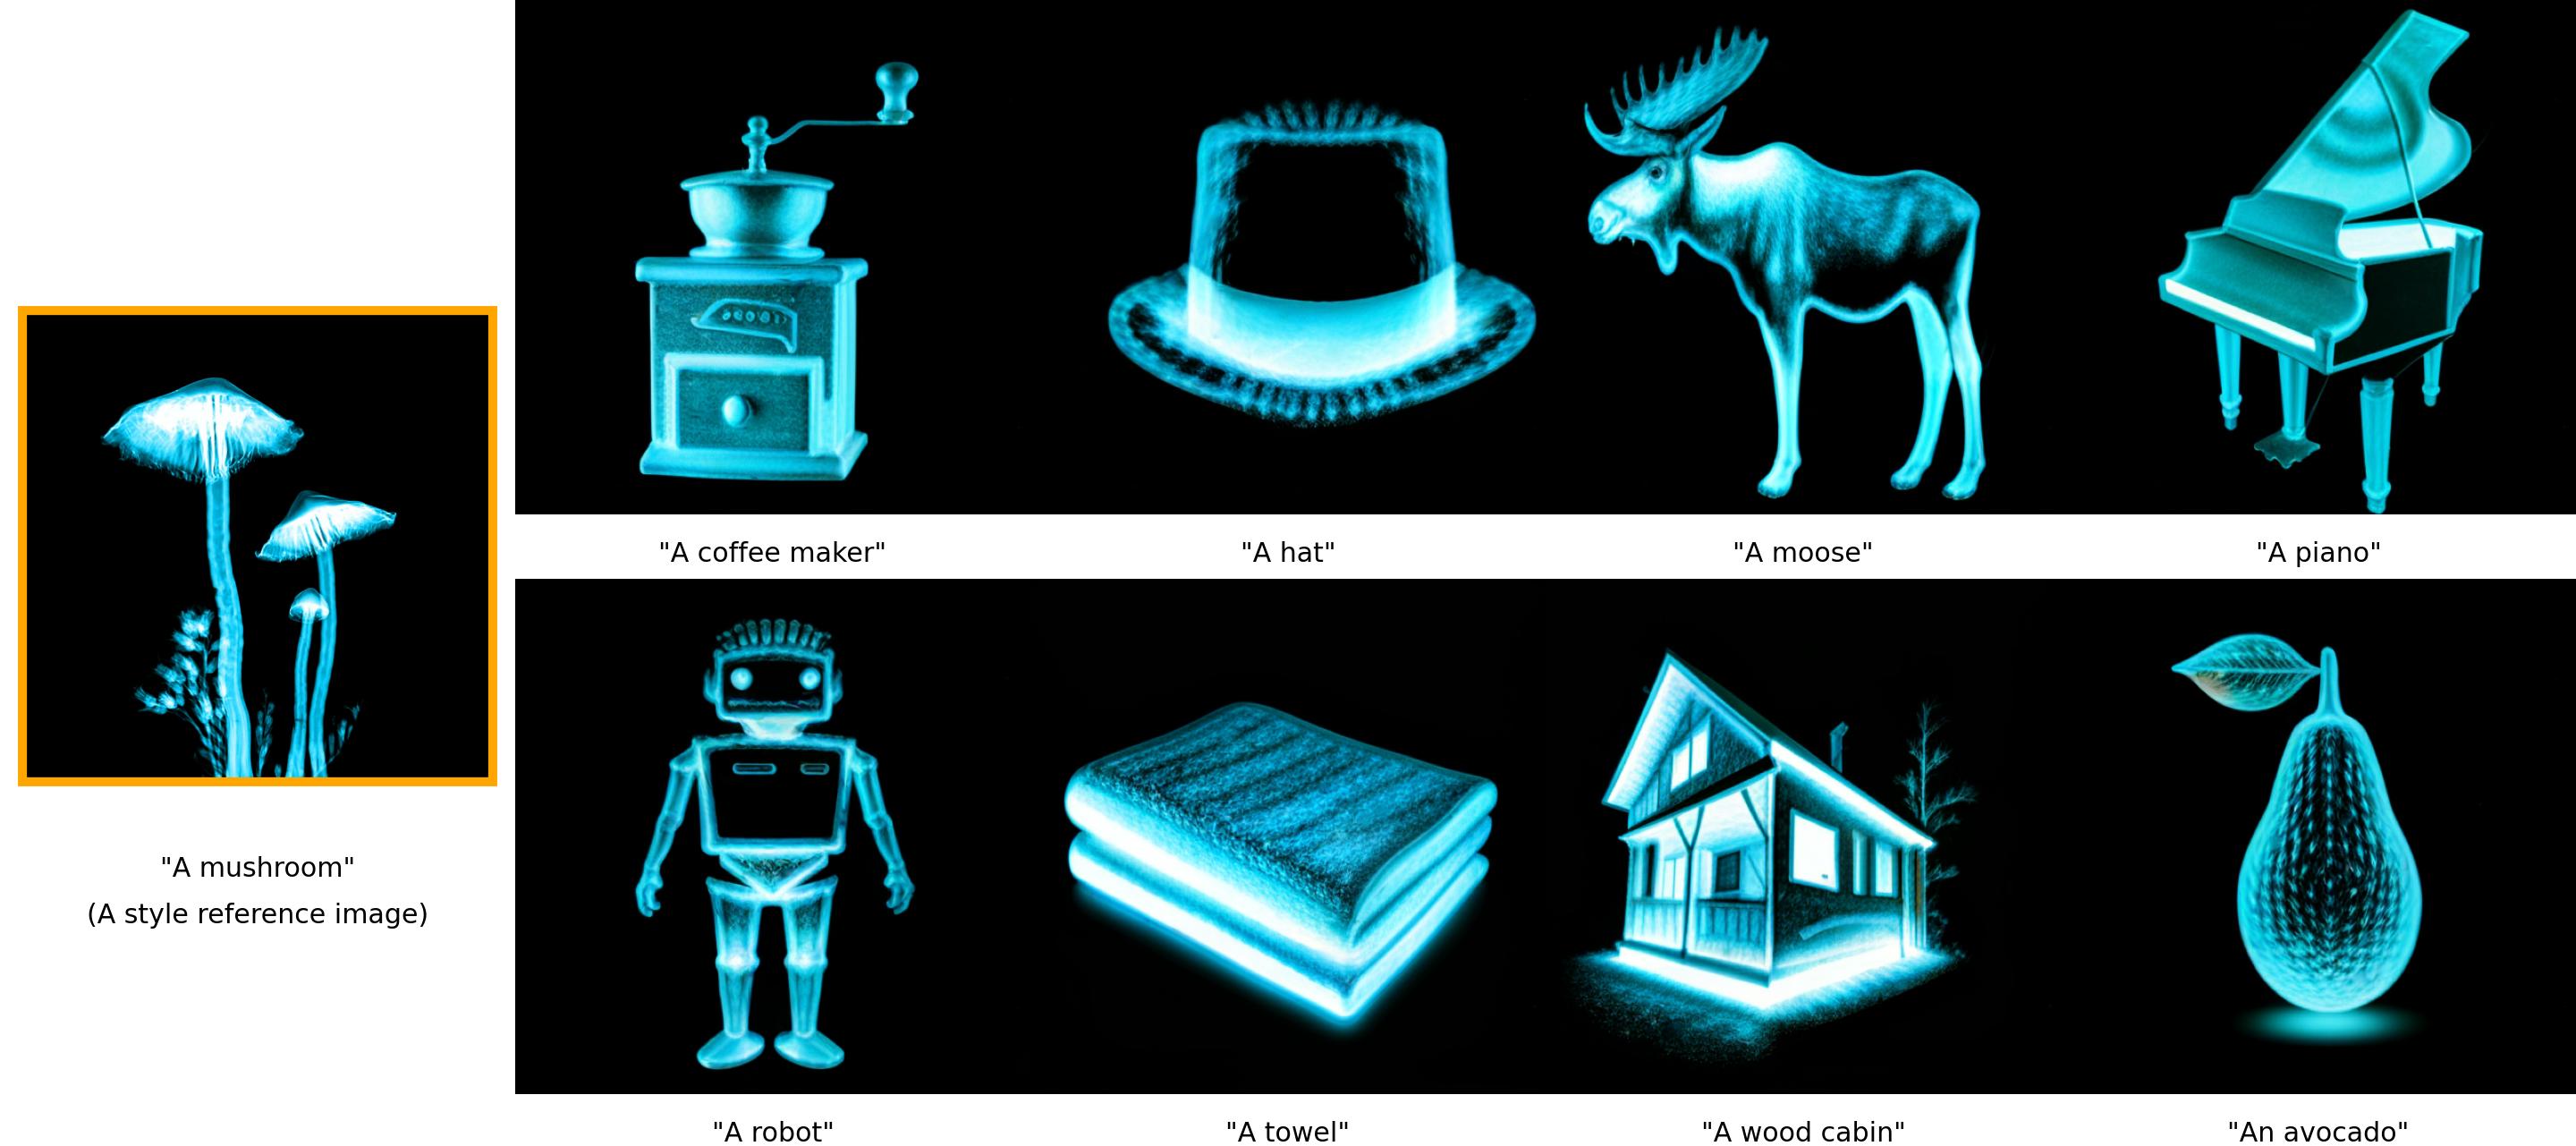 "A mushroom"
(A style reference image)
"A coffee maker"
"A hat"
"A moose"
"A piano"
"A robot"
"A towel"
"A wood cabin"
"An avocado"